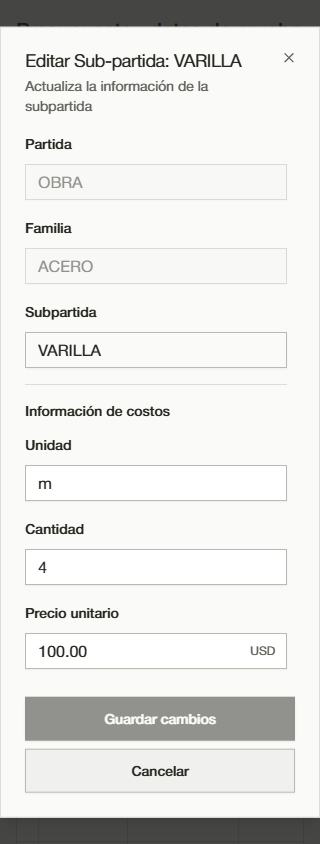 Editar Sub-partida: VARILLA
Actualiza la información de la
subpartida
Partida
OBRA
Familia
ACERO
Subpartida
VARILLA
Información de costos
Unidad
m
Cantidad
4
Precio unitario
100.00 USD
Guardar cambios
Cancelar